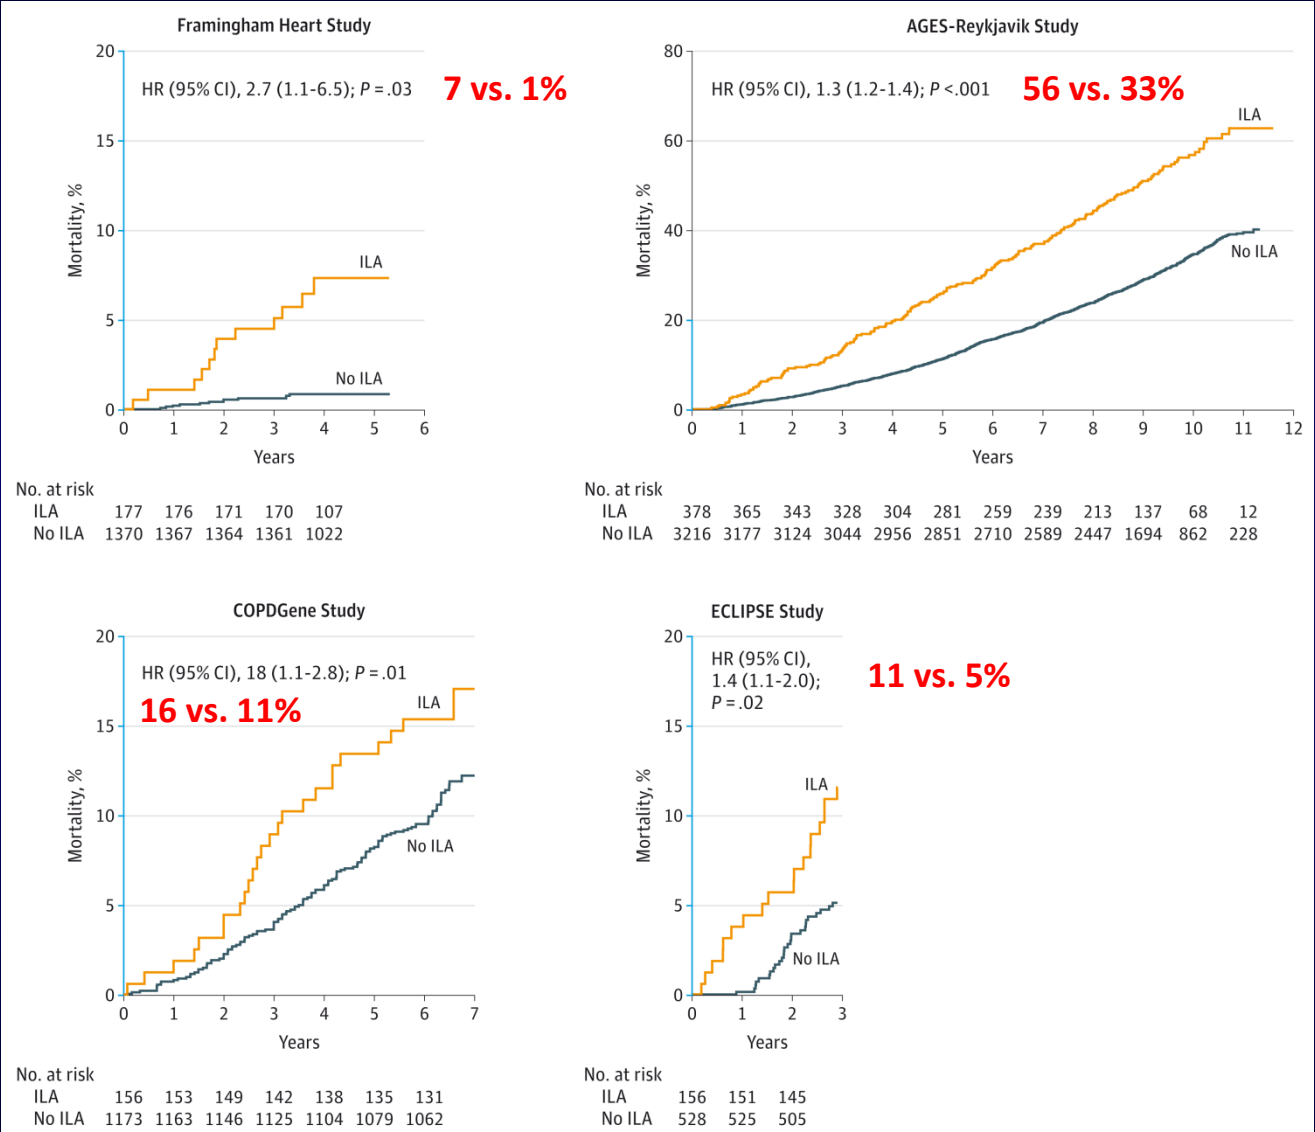 Framingham Heart Study
20
15
10
5
0
Mortality, %
HR (95% CI), 2.7 (1.1-6.5); P = .03
7 vs. 1%
ILA
No ILA
0 1 2 3 4 5 6
Years
No. at risk
ILA 177 176 171 170 107
No ILA 1370 1367 1364 1361 1022
AGES-Reykjavik Study
80
60
40
20
0
Mortality, %
HR (95% CI), 1.3 (1.2-1.4); P <.001
56 vs. 33%
ILA
No ILA
0 1 2 3 4 5 6 7 8 9 10 11 12
Years
No. at risk
ILA 378 365 343 328 304 281 259 239 213 137 68 12
No ILA 3216 3177 3124 3044 2956 2851 2710 2589 2447 1694 862 228
COPDGene Study
20
15
10
5
0
Mortality, %
HR (95% CI), 18 (1.1-2.8); P = .01
16 vs. 11%
ILA
No ILA
0 1 2 3 4 5 6 7
Years
No. at risk
ILA 156 153 149 142 138 135 131
No ILA 1173 1163 1146 1125 1104 1079 1062
ECLIPSE Study
20
15
10
5
0
Mortality, %
HR (95% CI),
1.4 (1.1-2.0);
P = .02
11 vs. 5%
ILA
No ILA
0 1 2 3
Years
No. at risk
ILA 156 151 145
No ILA 528 525 505